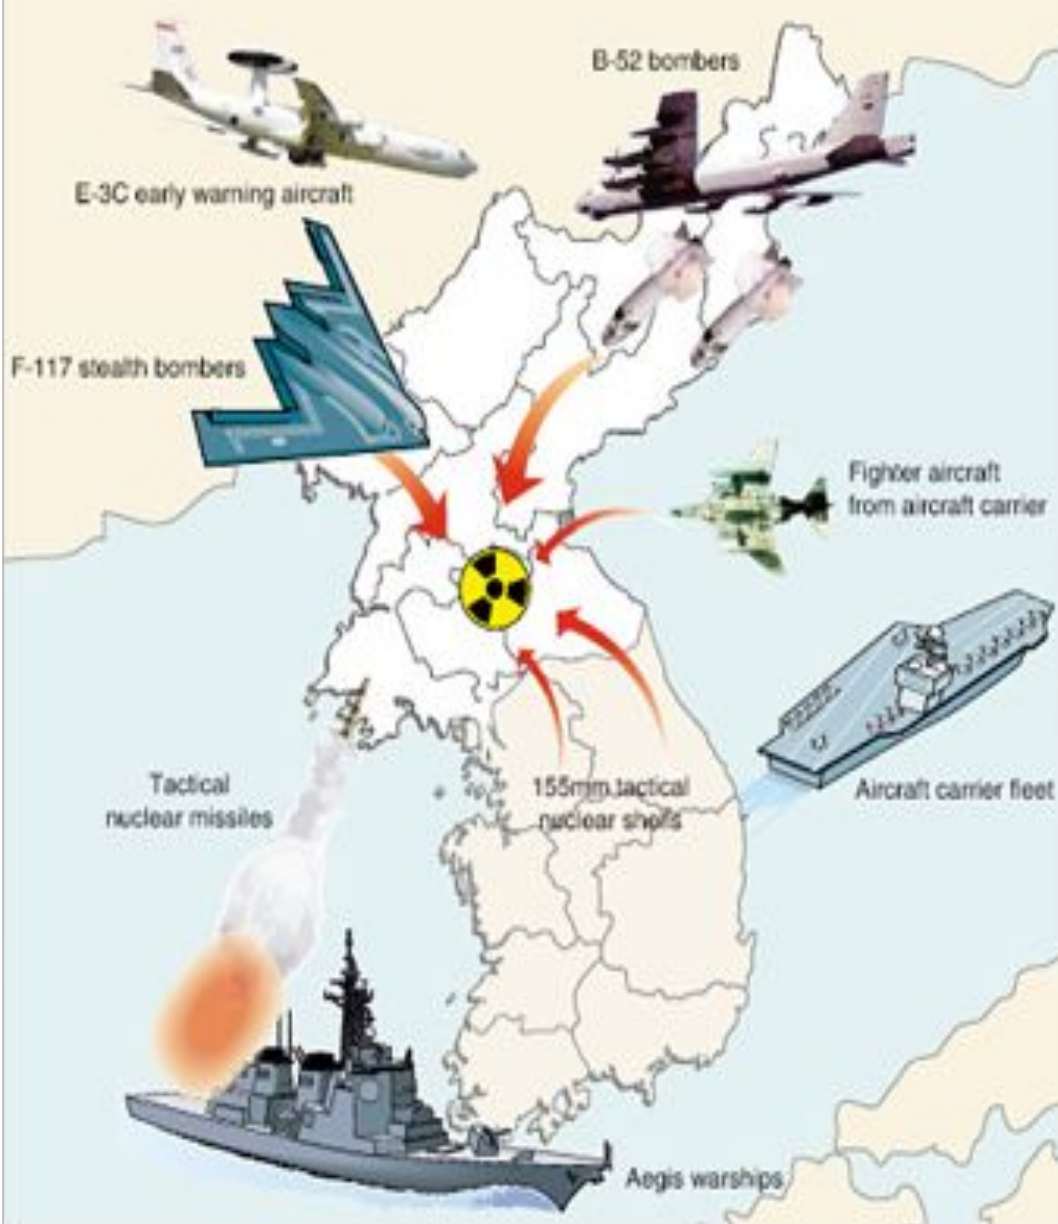 B-52 bombers
E-3C early warning aircraft
F-117 stealth bombers
Fighter aircraft
from aircraft carrier
Tactical
nuclear missiles
155mm tactical
nuclear shells
Aircraft carrier fleet
Aegis warships